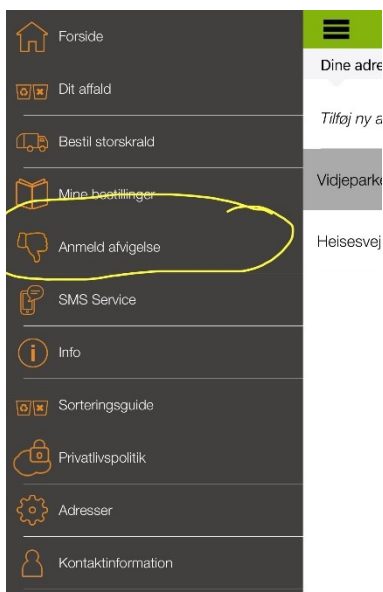 Forside
Dit affald
Bestil storskrald
Mine bestillinger
Anmeld afvigelse
SMS Service
Info
Sorteringsguide
Privatlivspolitik
Adresser
Kontaktinformation
Dine adre
Tilføj ny a
Vidjeparke
Heisesvej